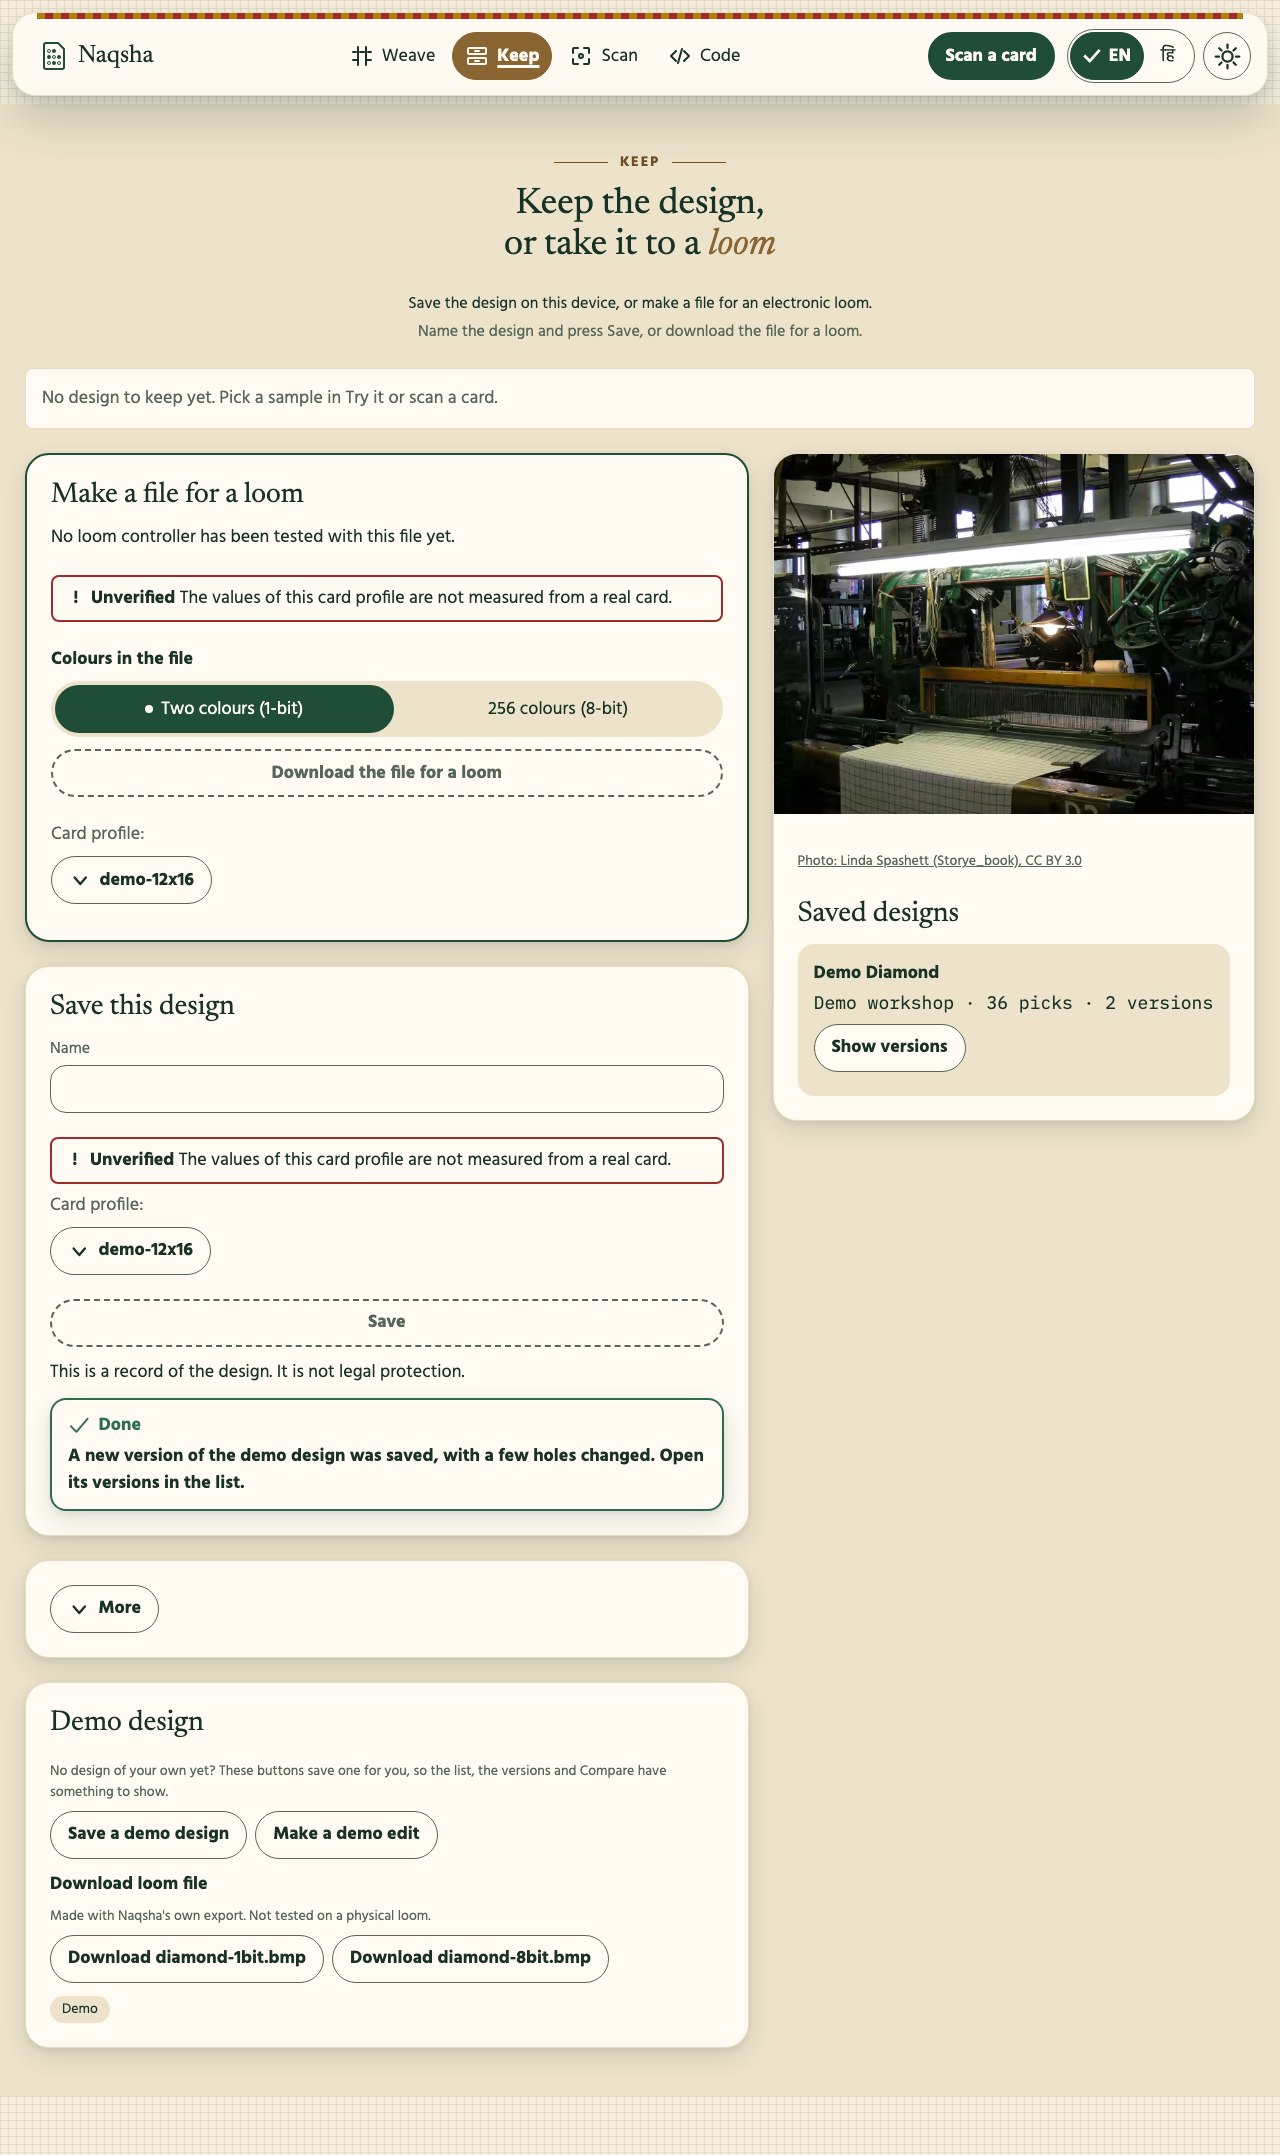 Naqsha
Weave
Keep
Scan
Code
Scan a card
EN
हि
KEEP
Keep the design,
or take it to a loom
Save the design on this device, or make a file for an electronic loom.
Name the design and press Save, or download the file for a loom.
No design to keep yet. Pick a sample in Try it or scan a card.
Make a file for a loom
No loom controller has been tested with this file yet.
! Unverified The values of this card profile are not measured from a real card.
Colours in the file
Two colours (1-bit)
256 colours (8-bit)
Download the file for a loom
Card profile:
demo-12x16
Photo: Linda Spashett (Storye_book), CC BY 3.0
Saved designs
Demo Diamond
Demo workshop · 36 picks · 2 versions
Show versions
Save this design
Name
! Unverified The values of this card profile are not measured from a real card.
Card profile:
demo-12x16
Save
This is a record of the design. It is not legal protection.
Done
A new version of the demo design was saved, with a few holes changed. Open
its versions in the list.
More
Demo design
No design of your own yet? These buttons save one for you, so the list, the versions and Compare have
something to show.
Save a demo design
Make a demo edit
Download loom file
Made with Naqsha's own export. Not tested on a physical loom.
Download diamond-1bit.bmp
Download diamond-8bit.bmp
Demo